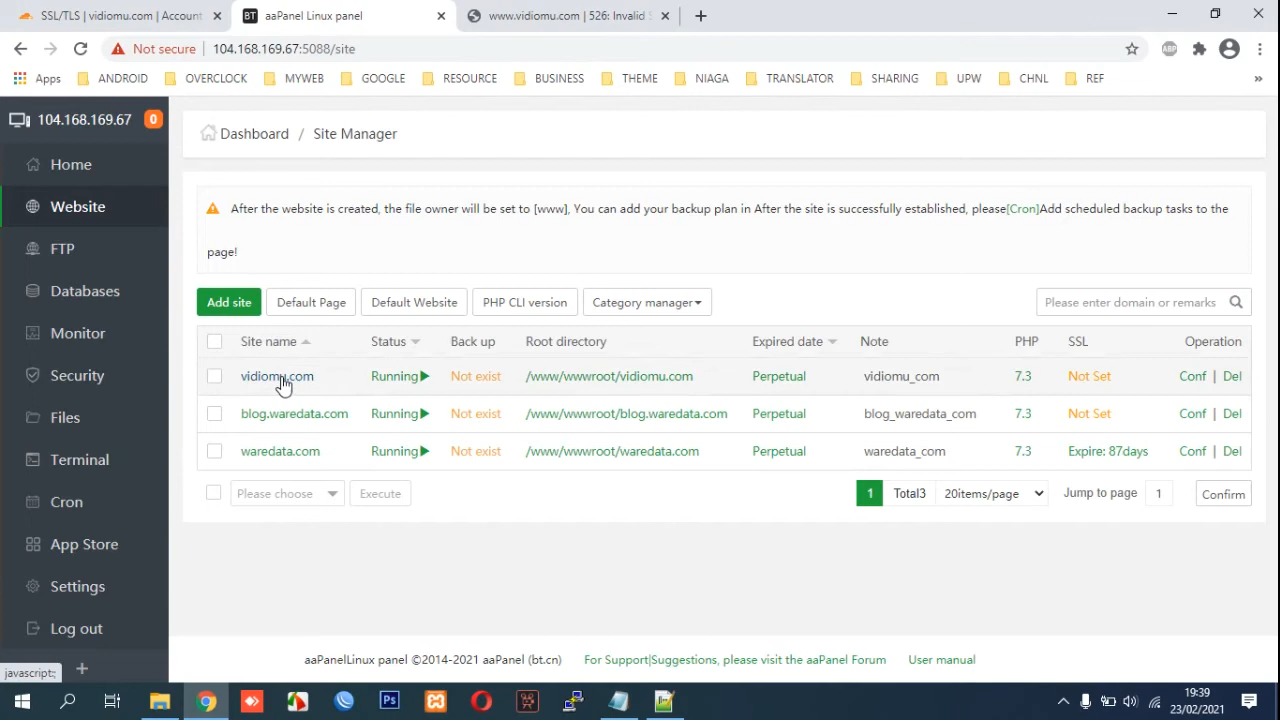 SSL/TLS | vidiomu.com | Account
aaPanel Linux panel
www.vidiomu.com | 526: Invalid
Not secure
104.168.169.67:5088/site
ABP
Apps
ANDROID
OVERCLOCK
MYWEB
GOOGLE
RESOURCE
BUSINESS
THEME
NIAGA
TRANSLATOR
SHARING
UPW
CHNL
REF
104.168.169.67
0
Home
Website
FTP
Databases
Monitor
Security
Files
Terminal
Cron
App Store
Settings
Log out
javascript:;
Dashboard / Site Manager
After the website is created, the file owner will be set to [www], You can add your backup plan in After the site is successfully established, please[Cron]Add scheduled backup tasks to the
page!
Add site
Default Page
Default Website
PHP CLI version
Category manager
Please enter domain or remarks
Site name Status Back up Root directory Expired date Note PHP SSL Operation
vidiomu.com Running Not exist /www/wwwroot/vidiomu.com Perpetual vidiomu_com 7.3 Not Set Conf | Del
blog.waredata.com Running Not exist /www/wwwroot/blog.waredata.com Perpetual blog_waredata_com 7.3 Not Set Conf | Del
waredata.com Running Not exist /www/wwwroot/waredata.com Perpetual waredata_com 7.3 Expire: 87days Conf | Del
Please choose
Execute
1 Total3 20items/page Jump to page 1 Confirm
aaPanelLinux panel ©2014-2021 aaPanel (bt.cn)
For Support|Suggestions, please visit the aaPanel Forum
User manual
BT
Ps
19:39
23/02/2021